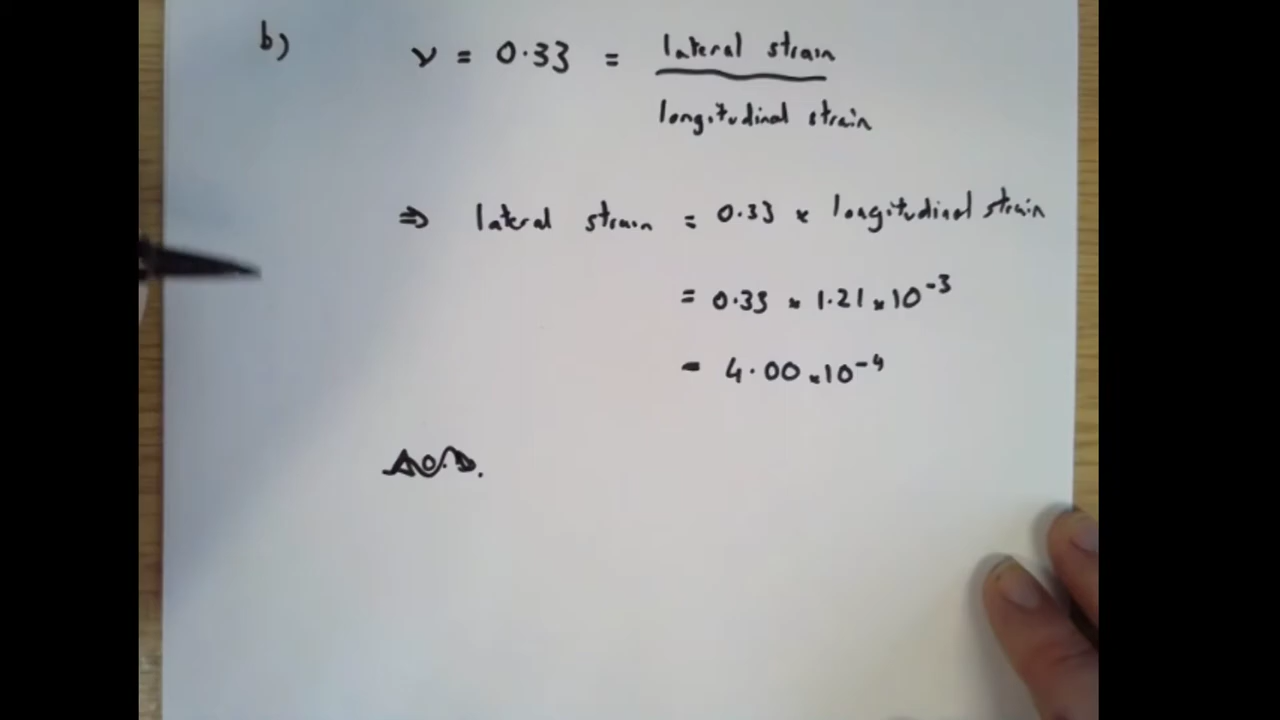 b) ν = 0.33 = lateral strain
longitudinal strain
⇒ lateral strain = 0.33 × longitudinal strain
= 0.33 × 1.21 × 10⁻³
= 4.00 × 10⁻⁴